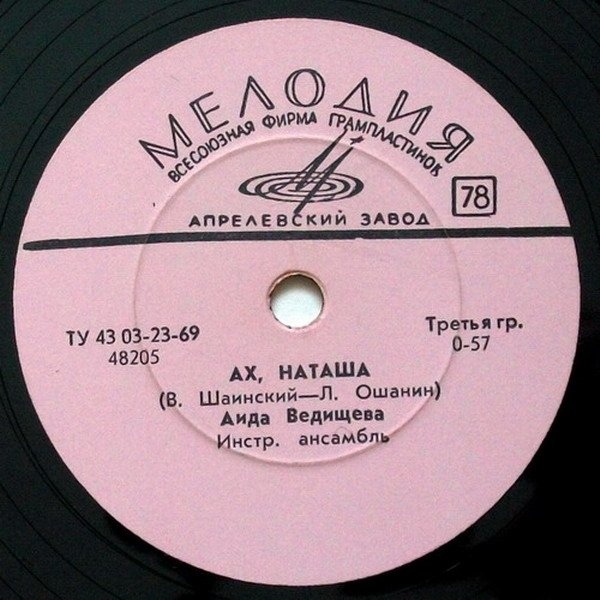 МЕЛОДИЯ
ВСЕСОЮЗНАЯ ФИРМА ГРАМПЛАСТИНОК
78
АПРЕЛЕВСКИЙ ЗАВОД
ТУ 43 03-23-69
48205
Третья гр.
0-57
АХ, НАТАША
(В. Шаинский—Л. Ошанин)
Аида Ведищева
Инстр. ансамбль